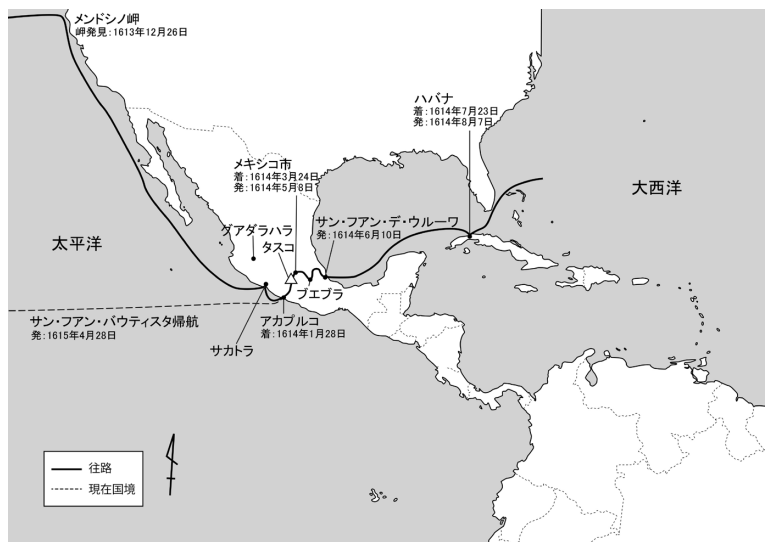 メンドシノ岬
岬発見：1613年12月26日
ハバナ
着：1614年7月23日
発：1614年8月7日
メキシコ市
着：1614年3月24日
発：1614年5月8日
大西洋
サン・フアン・デ・ウルーワ
発：1614年6月10日
グアダラハラ
タスコ
太平洋
プエブラ
サン・フアン・バウティスタ帰航
発：1615年4月28日
アカプルコ
着：1614年1月28日
サカトラ
往路
現在国境